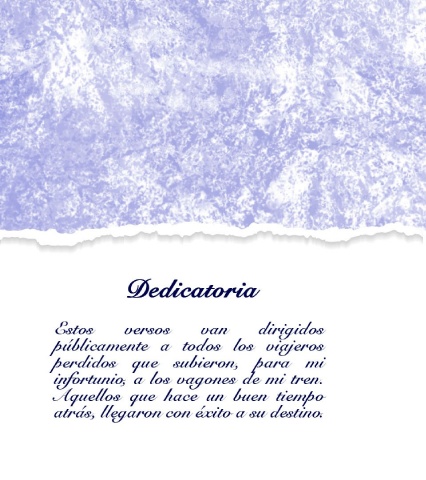 Dedicatoria
Estos versos van dirigidos
públicamente a todos los viajeros
perdidos que subieron, para mi
infortunio, a los vagones de mi tren.
Aquellos que hace un buen tiempo
atrás, llegaron con éxito a su destino.